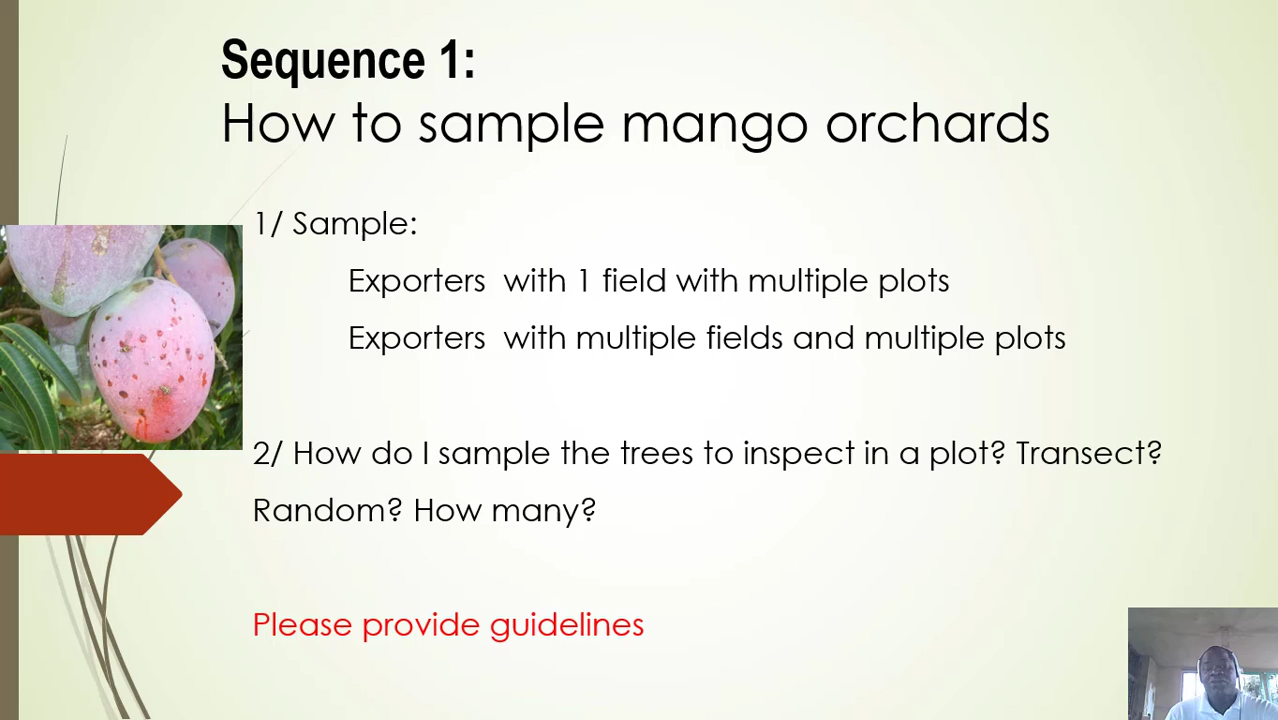 Sequence 1:
How to sample mango orchards
1/ Sample:
Exporters with 1 field with multiple plots
Exporters with multiple fields and multiple plots
2/ How do I sample the trees to inspect in a plot? Transect?
Random? How many?
Please provide guidelines